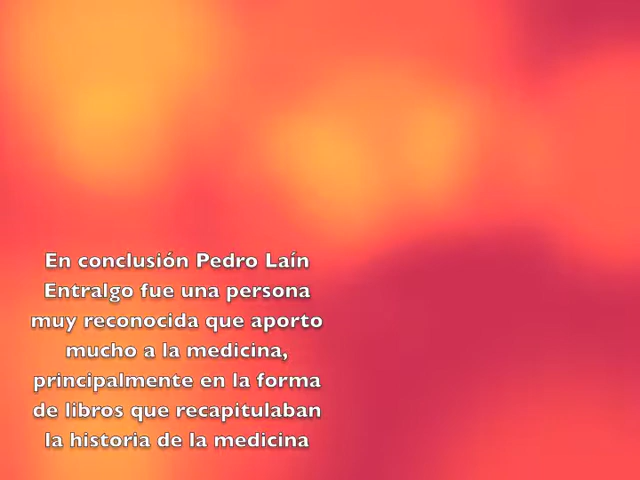 En conclusión Pedro Laín
Entralgo fue una persona
muy reconocida que aporto
mucho a la medicina,
principalmente en la forma
de libros que recapitulaban
la historia de la medicina